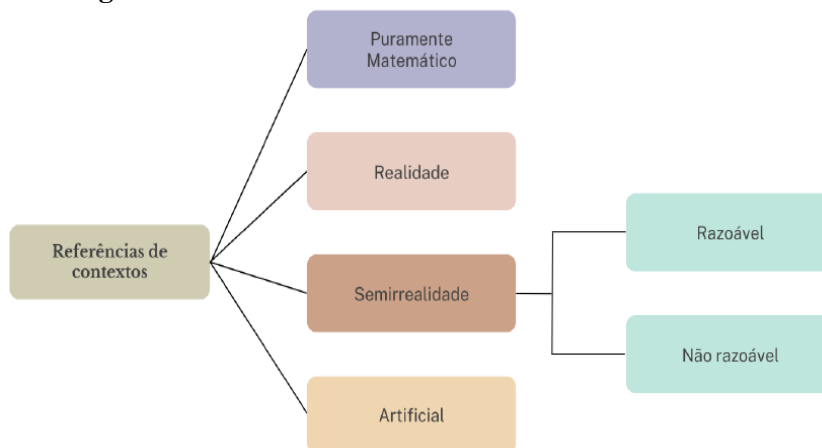 Puramente
Matemático
Realidade
Referências de
contextos
Semirrealidade
Artificial
Razoável
Não razoável